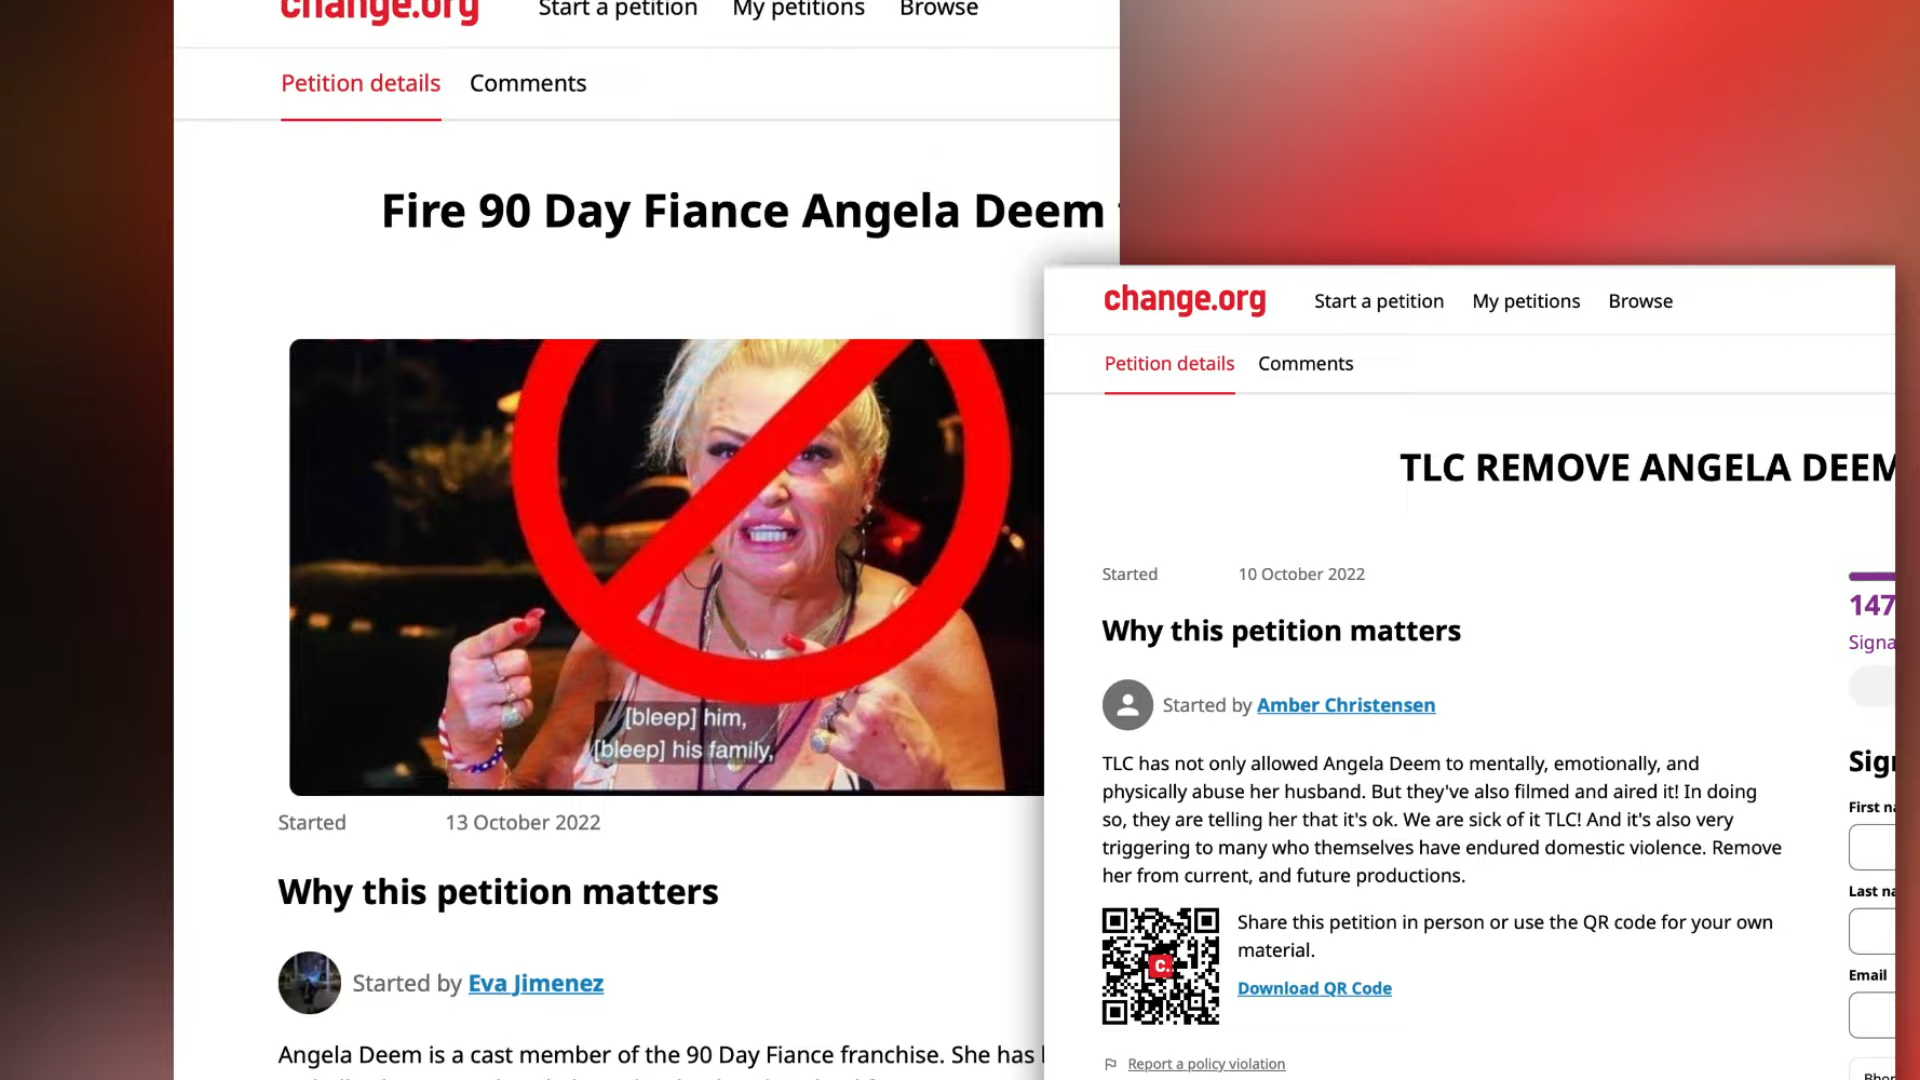 change.org
Start a petition
My petitions
Browse
Petition details
Comments
Fire 90 Day Fiance Angela Deem
[bleep] him,
[bleep] his family,
Started
13 October 2022
Why this petition matters
Started by Eva Jimenez
Angela Deem is a cast member of the 90 Day Fiance franchise. She has
change.org
Start a petition
My petitions
Browse
Petition details
Comments
TLC REMOVE ANGELA DEEM
Started
10 October 2022
Why this petition matters
Started by Amber Christensen
TLC has not only allowed Angela Deem to mentally, emotionally, and
physically abuse her husband. But they've also filmed and aired it! In doing
so, they are telling her that it's ok. We are sick of it TLC! And it's also very
triggering to many who themselves have endured domestic violence. Remove
her from current, and future productions.
Share this petition in person or use the QR code for your own
material.
Download QR Code
Report a policy violation
147
Signa
Sig
First na
Last na
Email